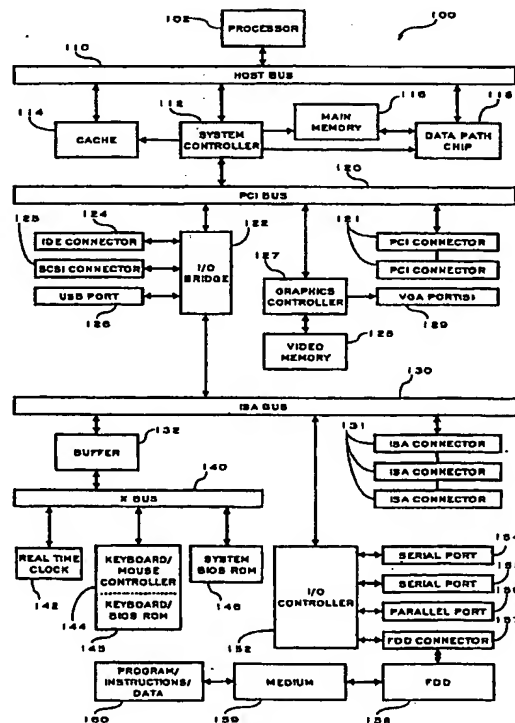 102
PROCESSOR
100
110
HOST BUS
114
112
116
118
CACHE
SYSTEM CONTROLLER
MAIN MEMORY
DATA PATH CHIP
120
PCI BUS
125
124
122
121
IDE CONNECTOR
SCSI CONNECTOR
USB PORT
126
I/O BRIDGE
127
GRAPHICS CONTROLLER
PCI CONNECTOR
PCI CONNECTOR
VGA PORT(S)
129
VIDEO MEMORY
128
130
ISA BUS
132
BUFFER
131
ISA CONNECTOR
ISA CONNECTOR
ISA CONNECTOR
140
X BUS
REAL TIME CLOCK
142
KEYBOARD/
MOUSE
CONTROLLER
KEYBOARD/
BIOS ROM
144
145
SYSTEM BIOS ROM
146
I/O CONTROLLER
152
154
SERIAL PORT
SERIAL PORT
PARALLEL PORT
FDD CONNECTOR
PROGRAM/
INSTRUCTIONS/
DATA
160
MEDIUM
159
FDD
158